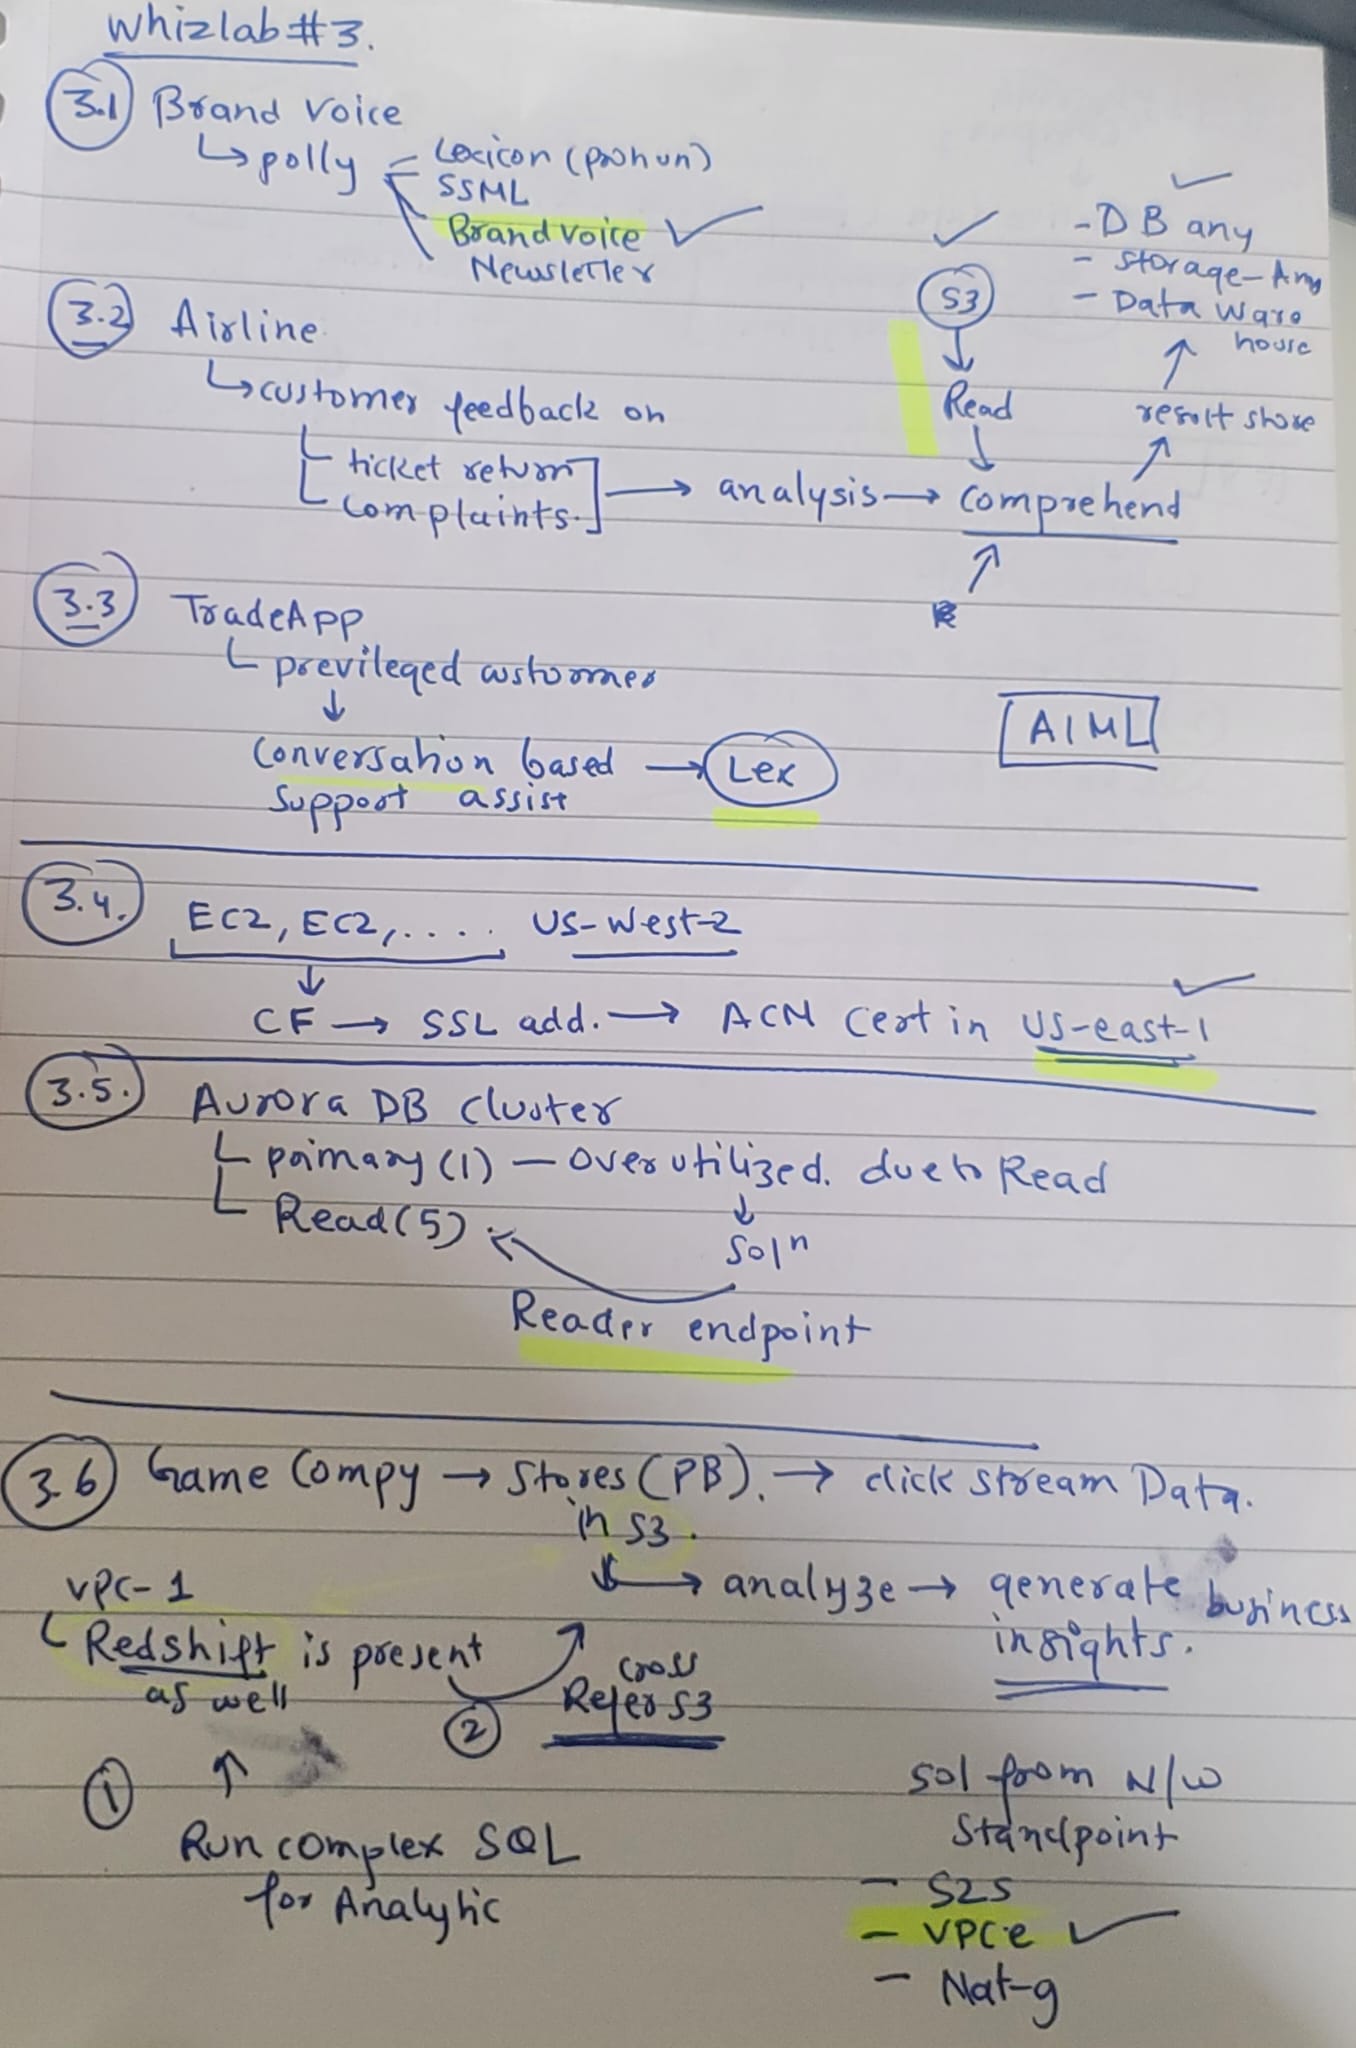 Whizlab #3.
3.1 Brand Voice
↳ polly
Lexicon (pronun)
SSML
Brand voice ✓
Newsletter
3.2 Airline
↳ customer feedback on
ticket return
complaints.
→ analysis → Comprehend
✓
S3
↓
Read
↓
✓
- DB any
- Storage - Any
- Data Ware
house
↑
result store
3.3 TradeApp
previleged customer
↓
Conversation based → Lex
Support assist
AIML
3.4. EC2, EC2, .... US-West-2
↓
CF → SSL add. → ACM Cert in US-east-1 ✓
3.5. Aurora DB Cluster
primary (1) - over utilized. due to Read
Read (5)
↓
Solⁿ
Reader endpoint
3.6 Game Compy → Stores (PB). → click stream Data.
in S3.
→ analyze → generate business
insights.
VPC-1
Redshift is present
as well
② Cross
Refer S3
① ↑
Run complex SQL
for Analytic
sol from N/W
Standpoint
- S2S
- VPCe ✓
- Nat-g